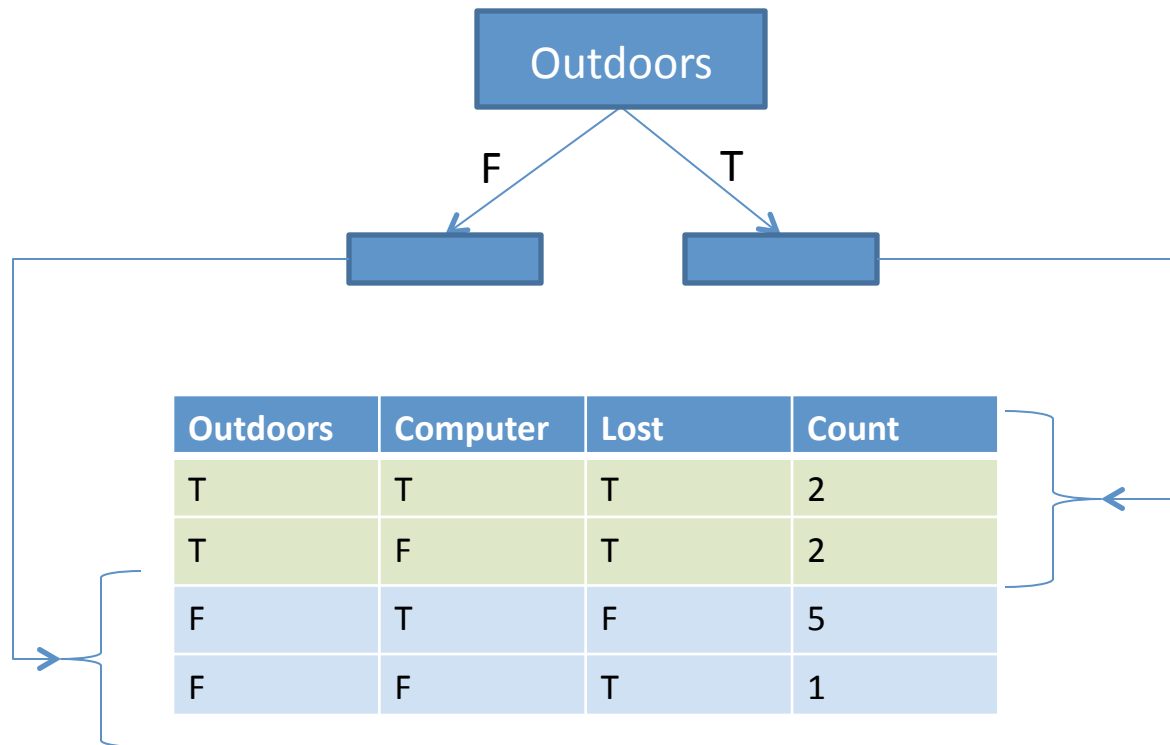 Outdoors
F T
Outdoors Computer Lost Count
T T T 2
T F T 2
F T F 5
F F T 1